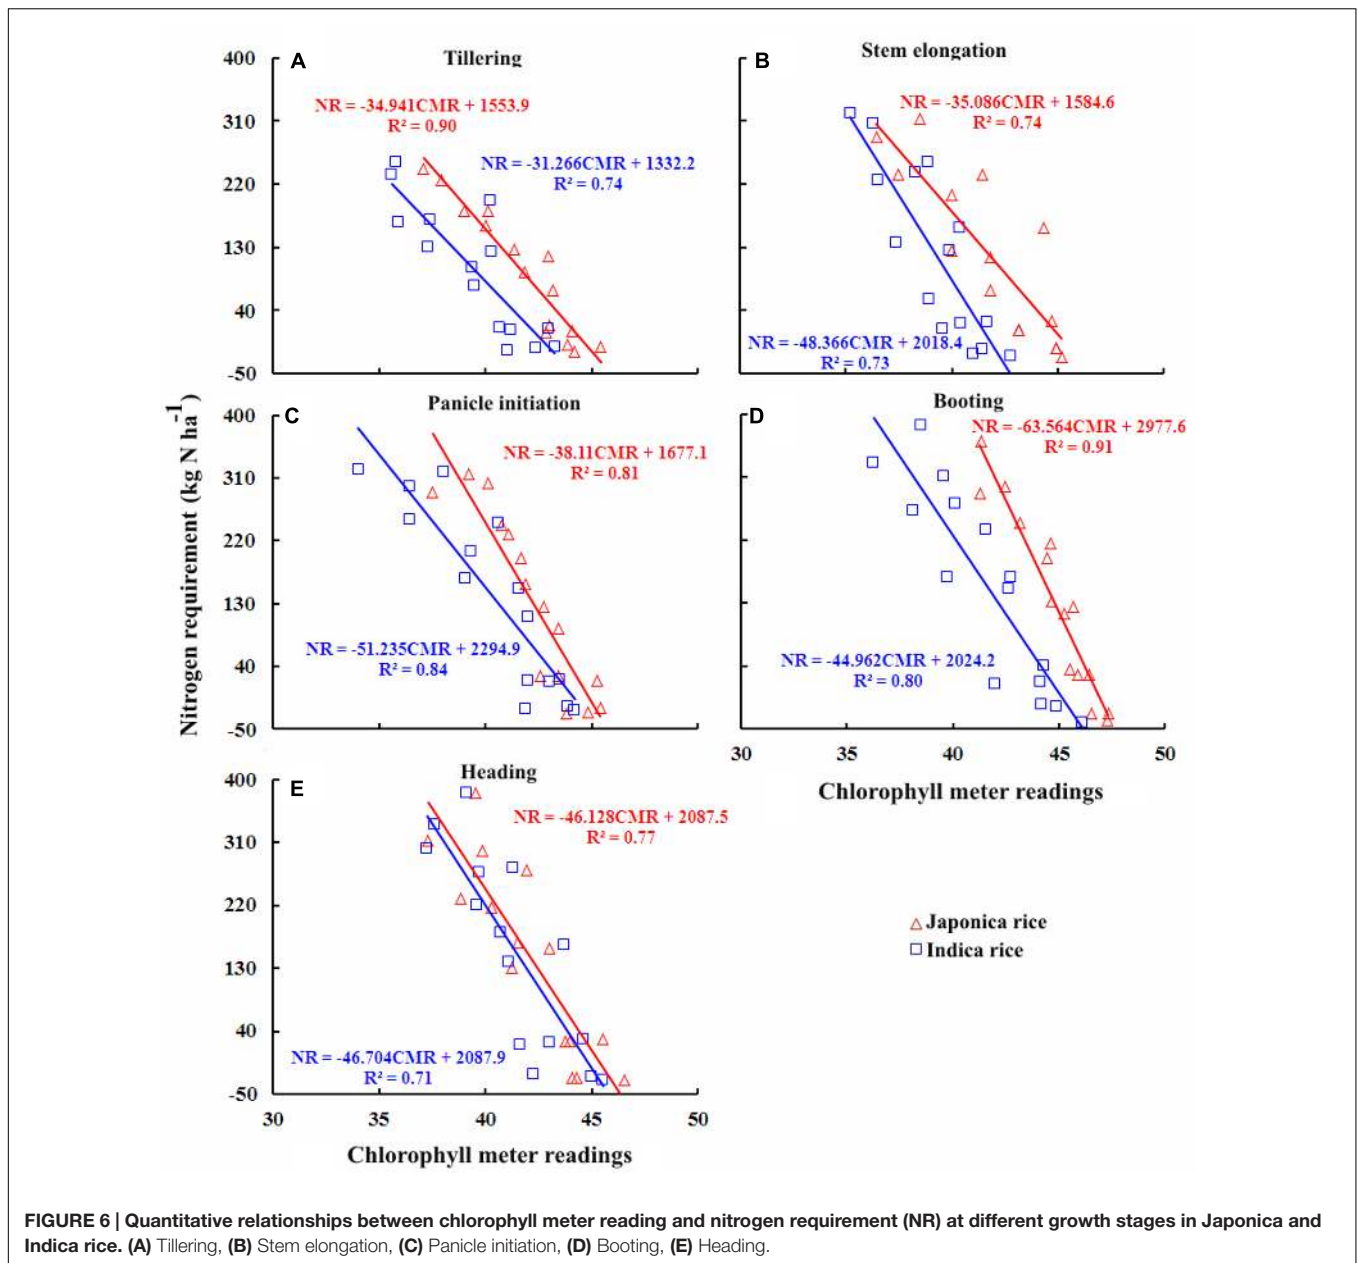 A
Tillering
400
310
220
130
40
-50
NR = -34.941CMR + 1553.9
R² = 0.90
NR = -31.266CMR + 1332.2
R² = 0.74
B
Stem elongation
NR = -35.086CMR + 1584.6
R² = 0.74
NR = -48.366CMR + 2018.4
R² = 0.73
Nitrogen requirement (kg N ha⁻¹)
C
Panicle initiation
400
310
220
130
40
-50
NR = -38.11CMR + 1677.1
R² = 0.81
NR = -51.235CMR + 2294.9
R² = 0.84
D
Booting
NR = -63.564CMR + 2977.6
R² = 0.91
NR = -44.962CMR + 2024.2
R² = 0.80
30 35 40 45 50
Chlorophyll meter readings
E
Heading
400
310
220
130
40
-50
NR = -46.128CMR + 2087.5
R² = 0.77
NR = -46.704CMR + 2087.9
R² = 0.71
30 35 40 45 50
Chlorophyll meter readings
Japonica rice
Indica rice
FIGURE 6 | Quantitative relationships between chlorophyll meter reading and nitrogen requirement (NR) at different growth stages in Japonica and
Indica rice. (A) Tillering, (B) Stem elongation, (C) Panicle initiation, (D) Booting, (E) Heading.